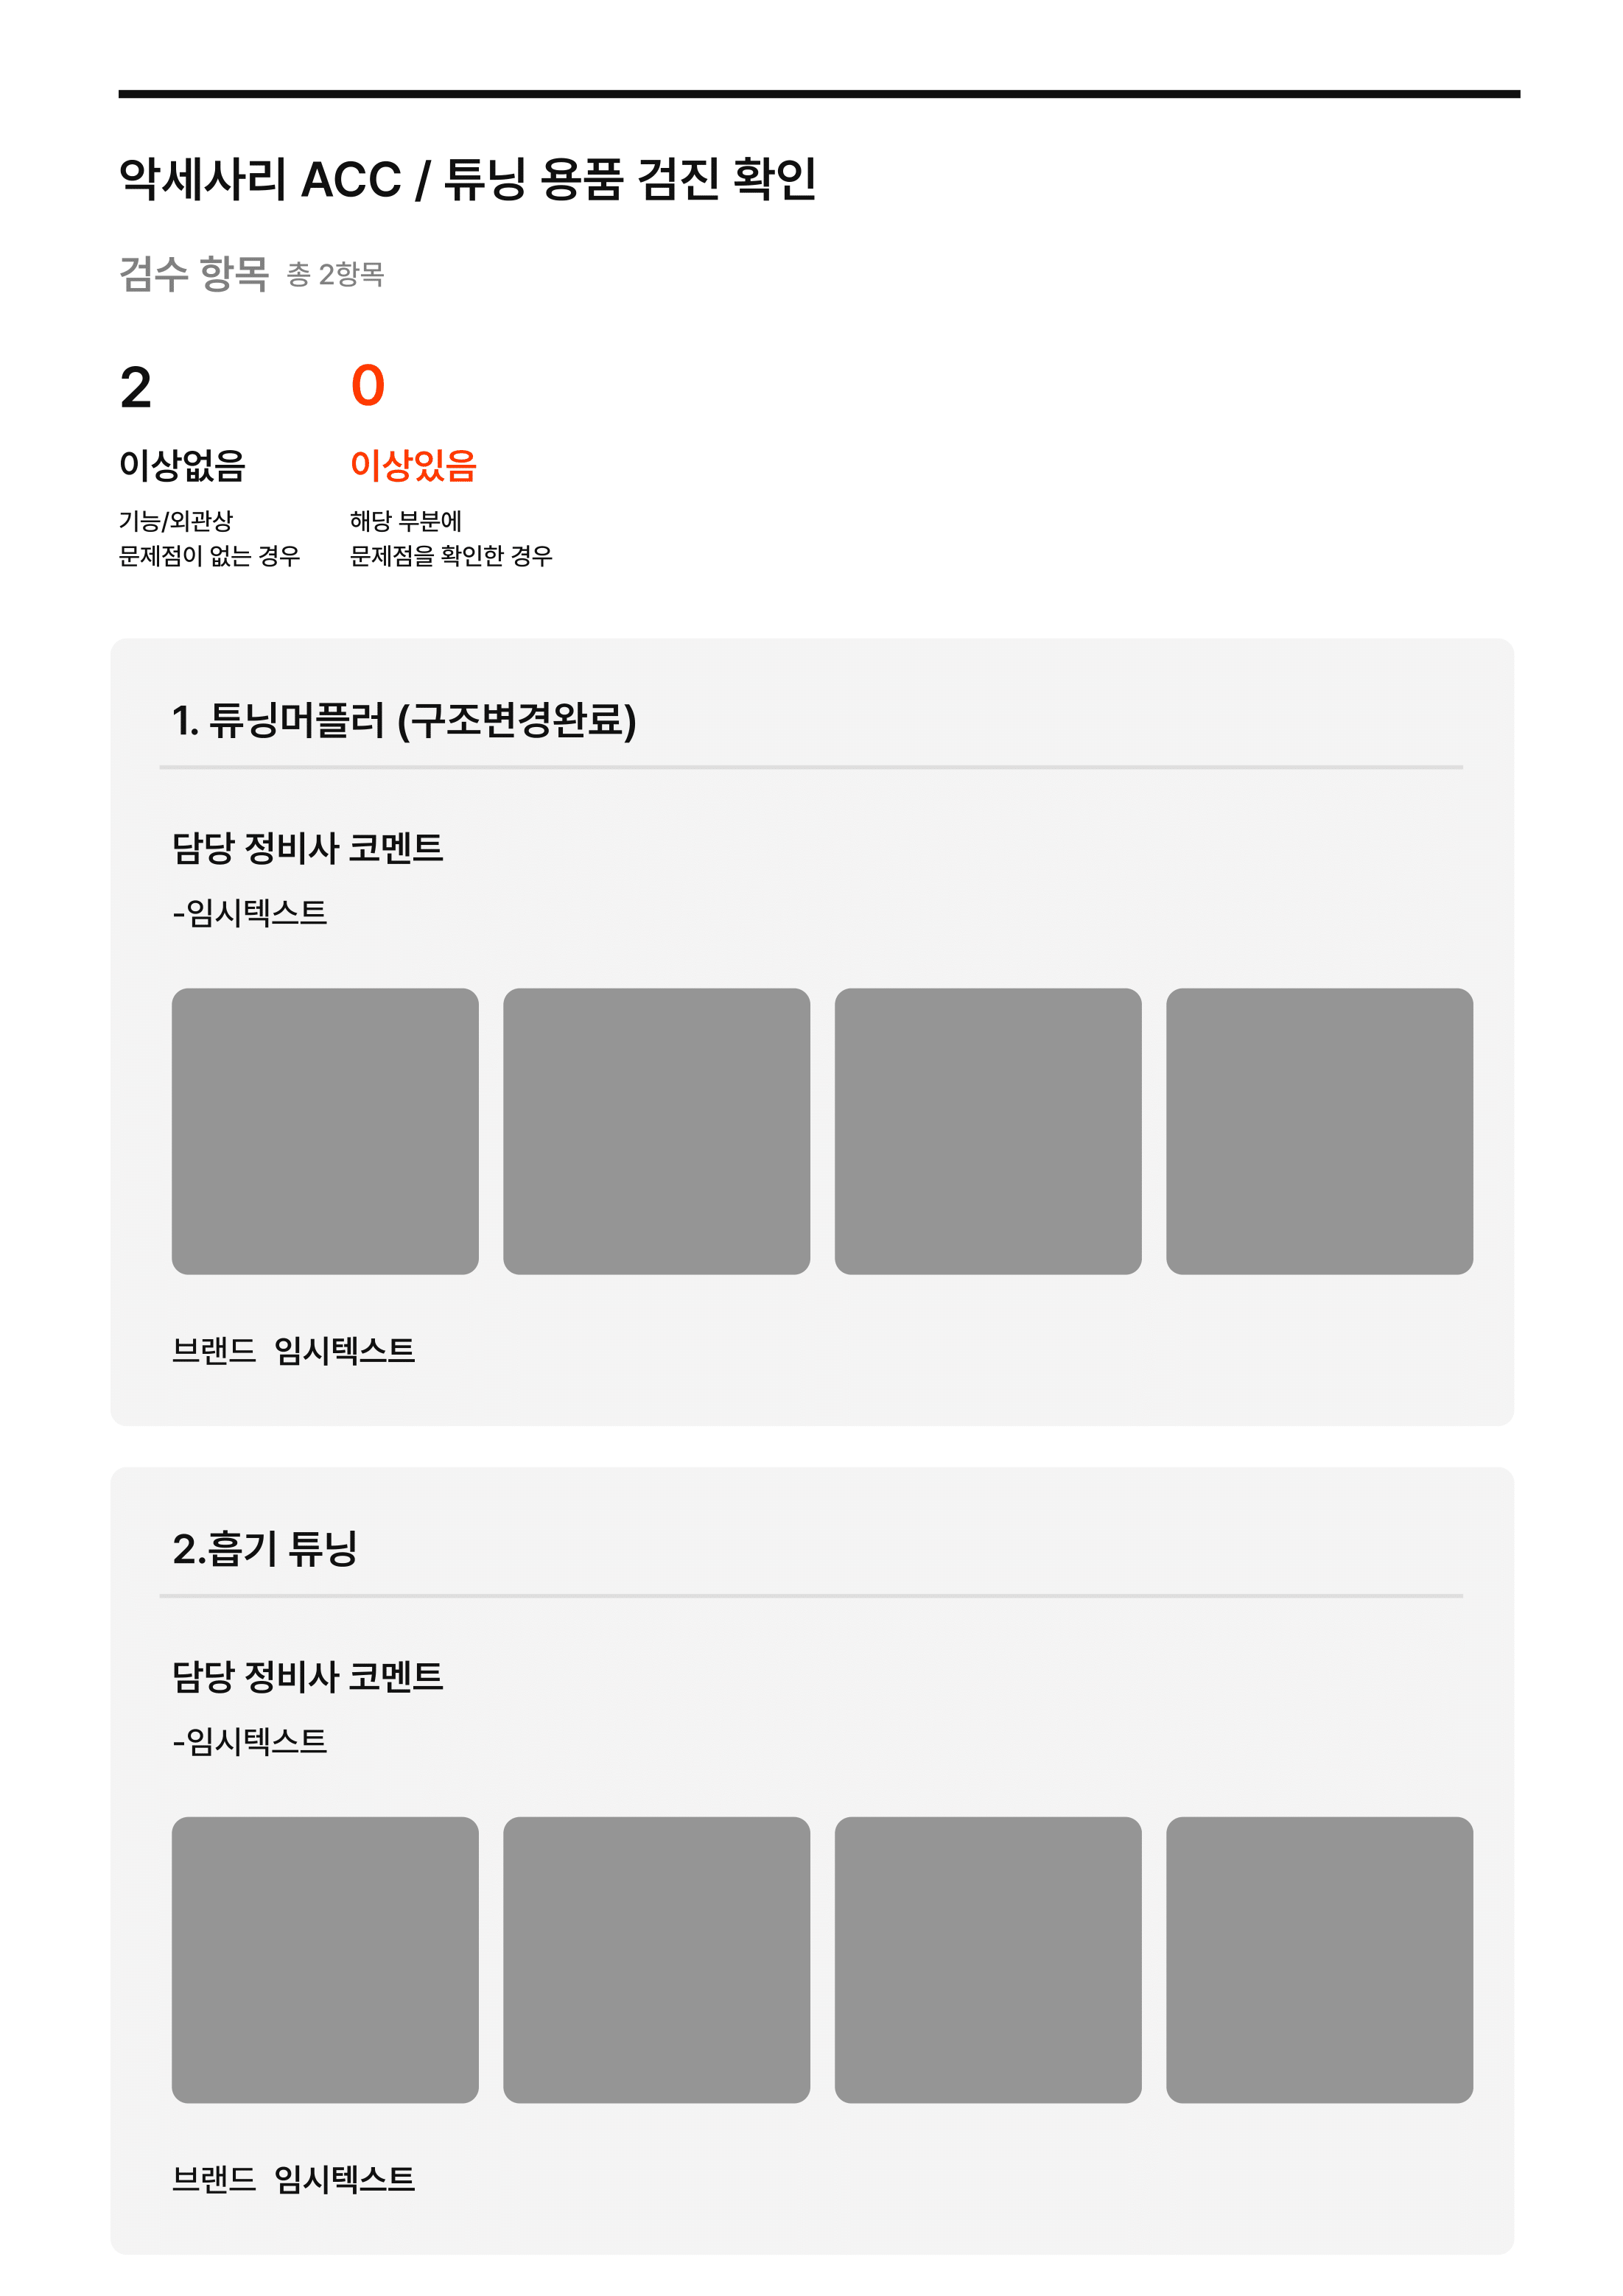 악세사리 ACC / 튜닝 용품 검진 확인
검수 항목 총 2항목
2 0
이상없음 이상있음
기능/외관상 해당 부분에
문제점이 없는 경우 문제점을 확인한 경우
1. 튜닝머플러 (구조변경완료)
담당 정비사 코멘트
-임시텍스트
브랜드 임시텍스트
2.흡기 튜닝
담당 정비사 코멘트
-임시텍스트
브랜드 임시텍스트